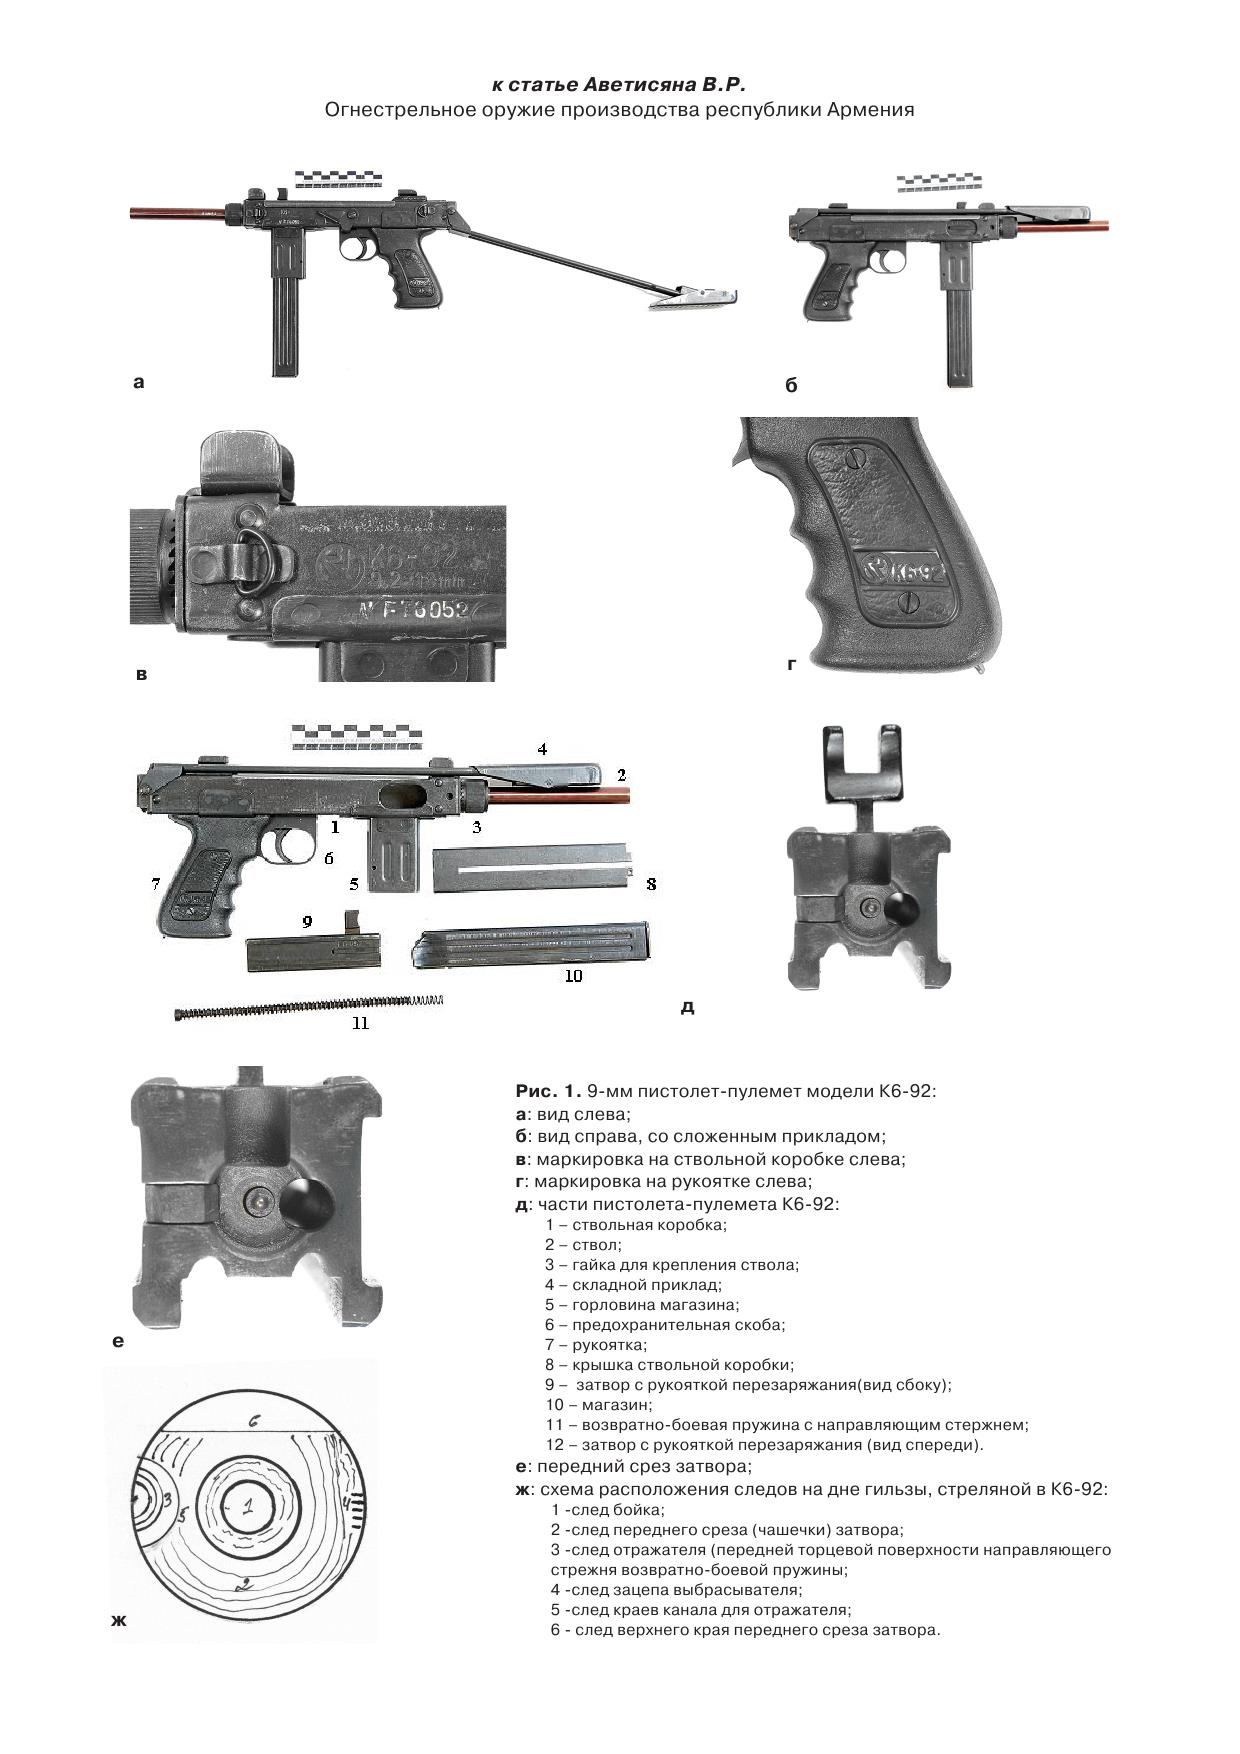 к статье Аветисяна В.Р.
Огнестрельное оружие производства республики Армения
а
б
К6-92
9.2×18mm
N FT6052
К6-92
в
г
4
2
1
3
6
7
5
8
9
10
11
д
е
6
1
3
4
5
2
ж
Рис. 1. 9-мм пистолет-пулемет модели К6-92:
а: вид слева;
б: вид справа, со сложенным прикладом;
в: маркировка на ствольной коробке слева;
г: маркировка на рукоятке слева;
д: части пистолета-пулемета К6-92:
1 – ствольная коробка;
2 – ствол;
3 – гайка для крепления ствола;
4 – складной приклад;
5 – горловина магазина;
6 – предохранительная скоба;
7 – рукоятка;
8 – крышка ствольной коробки;
9 – затвор с рукояткой перезаряжания(вид сбоку);
10 – магазин;
11 – возвратно-боевая пружина с направляющим стержнем;
12 – затвор с рукояткой перезаряжания (вид спереди).
е: передний срез затвора;
ж: схема расположения следов на дне гильзы, стреляной в К6-92:
1 -след бойка;
2 -след переднего среза (чашечки) затвора;
3 -след отражателя (передней торцевой поверхности направляющего
стрежня возвратно-боевой пружины;
4 -след зацепа выбрасывателя;
5 -след краев канала для отражателя;
6 - след верхнего края переднего среза затвора.